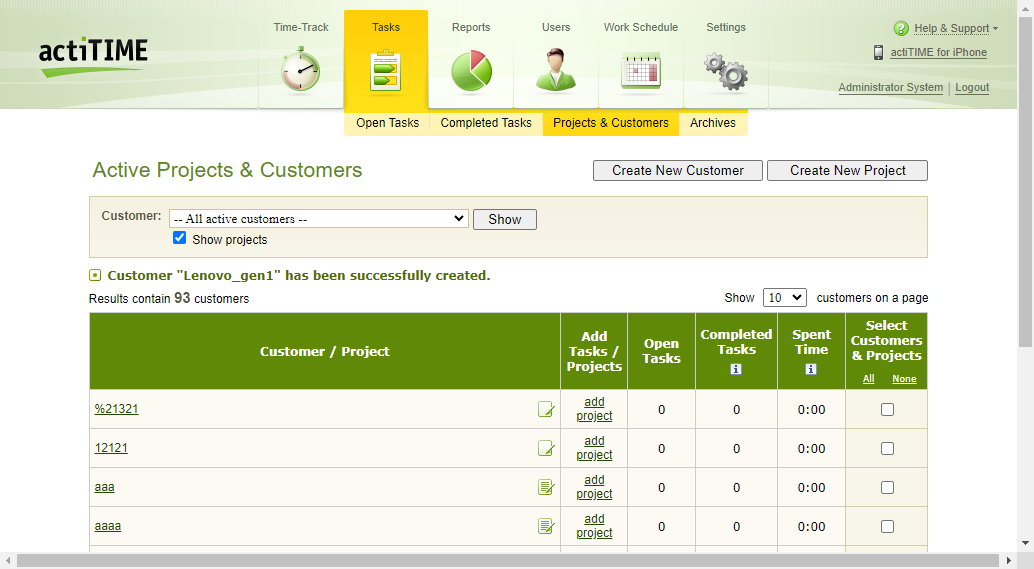 actiTIME
Time-Track
Tasks
Reports
Users
Work Schedule
Settings
Help & Support
actiTIME for iPhone
Administrator System | Logout
Open Tasks
Completed Tasks
Projects & Customers
Archives
Active Projects & Customers
Create New Customer
Create New Project
Customer: -- All active customers -- Show
Show projects
Customer "Lenovo_gen1" has been successfully created.
Results contain 93 customers
Show 10 customers on a page
Customer / Project
Add
Tasks /
Projects
Open
Tasks
Completed
Tasks
Spent
Time
Select
Customers
& Projects
All None
%21321 add project 0 0 0:00
12121 add project 0 0 0:00
aaa add project 0 0 0:00
aaaa add project 0 0 0:00